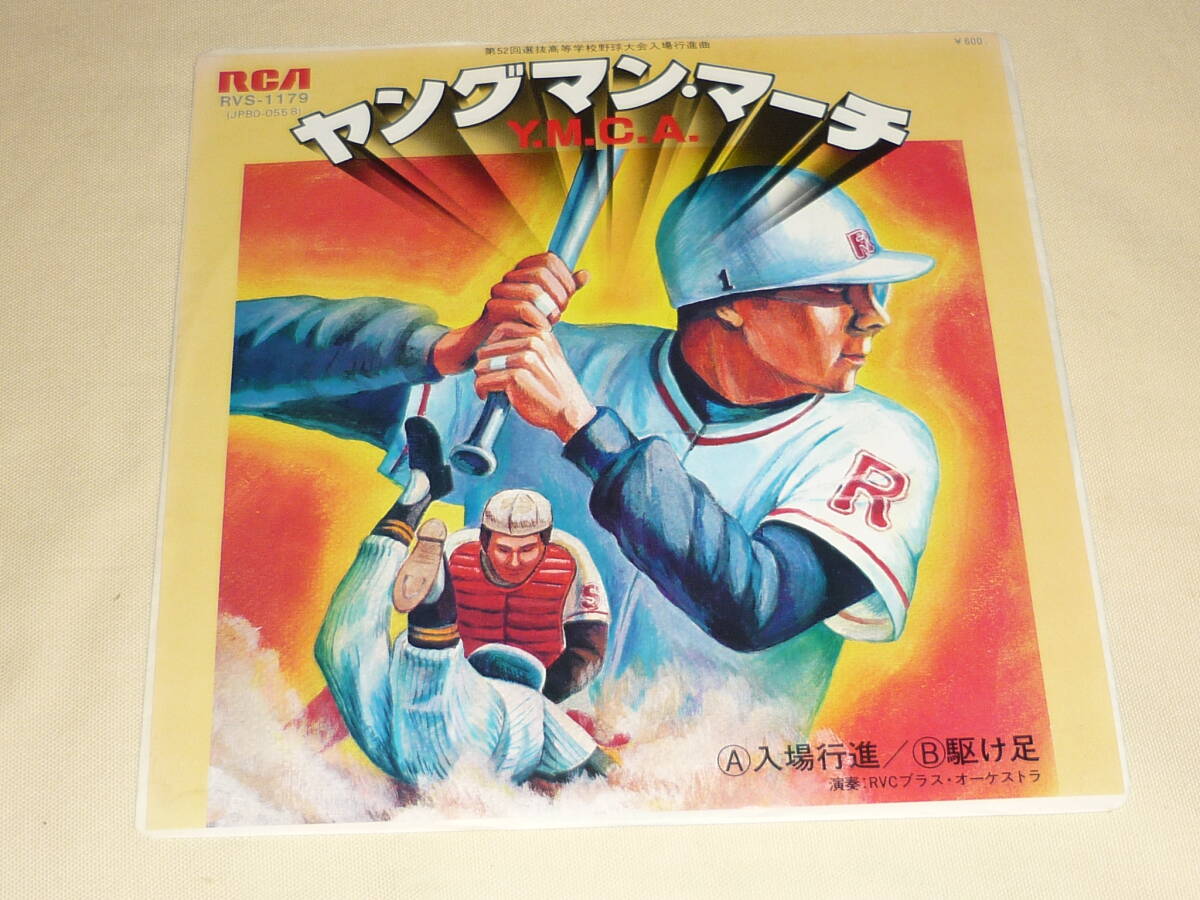 第52回選抜高等学校野球大会入場行進曲
¥600
RCA
RVS-1179
(JPBO-0558)
ヤングマン・マーチ
Y.M.C.A.
R
1
R
S
Ⓐ入場行進/Ⓑ駆け足
演奏:RVCブラス・オーケストラ